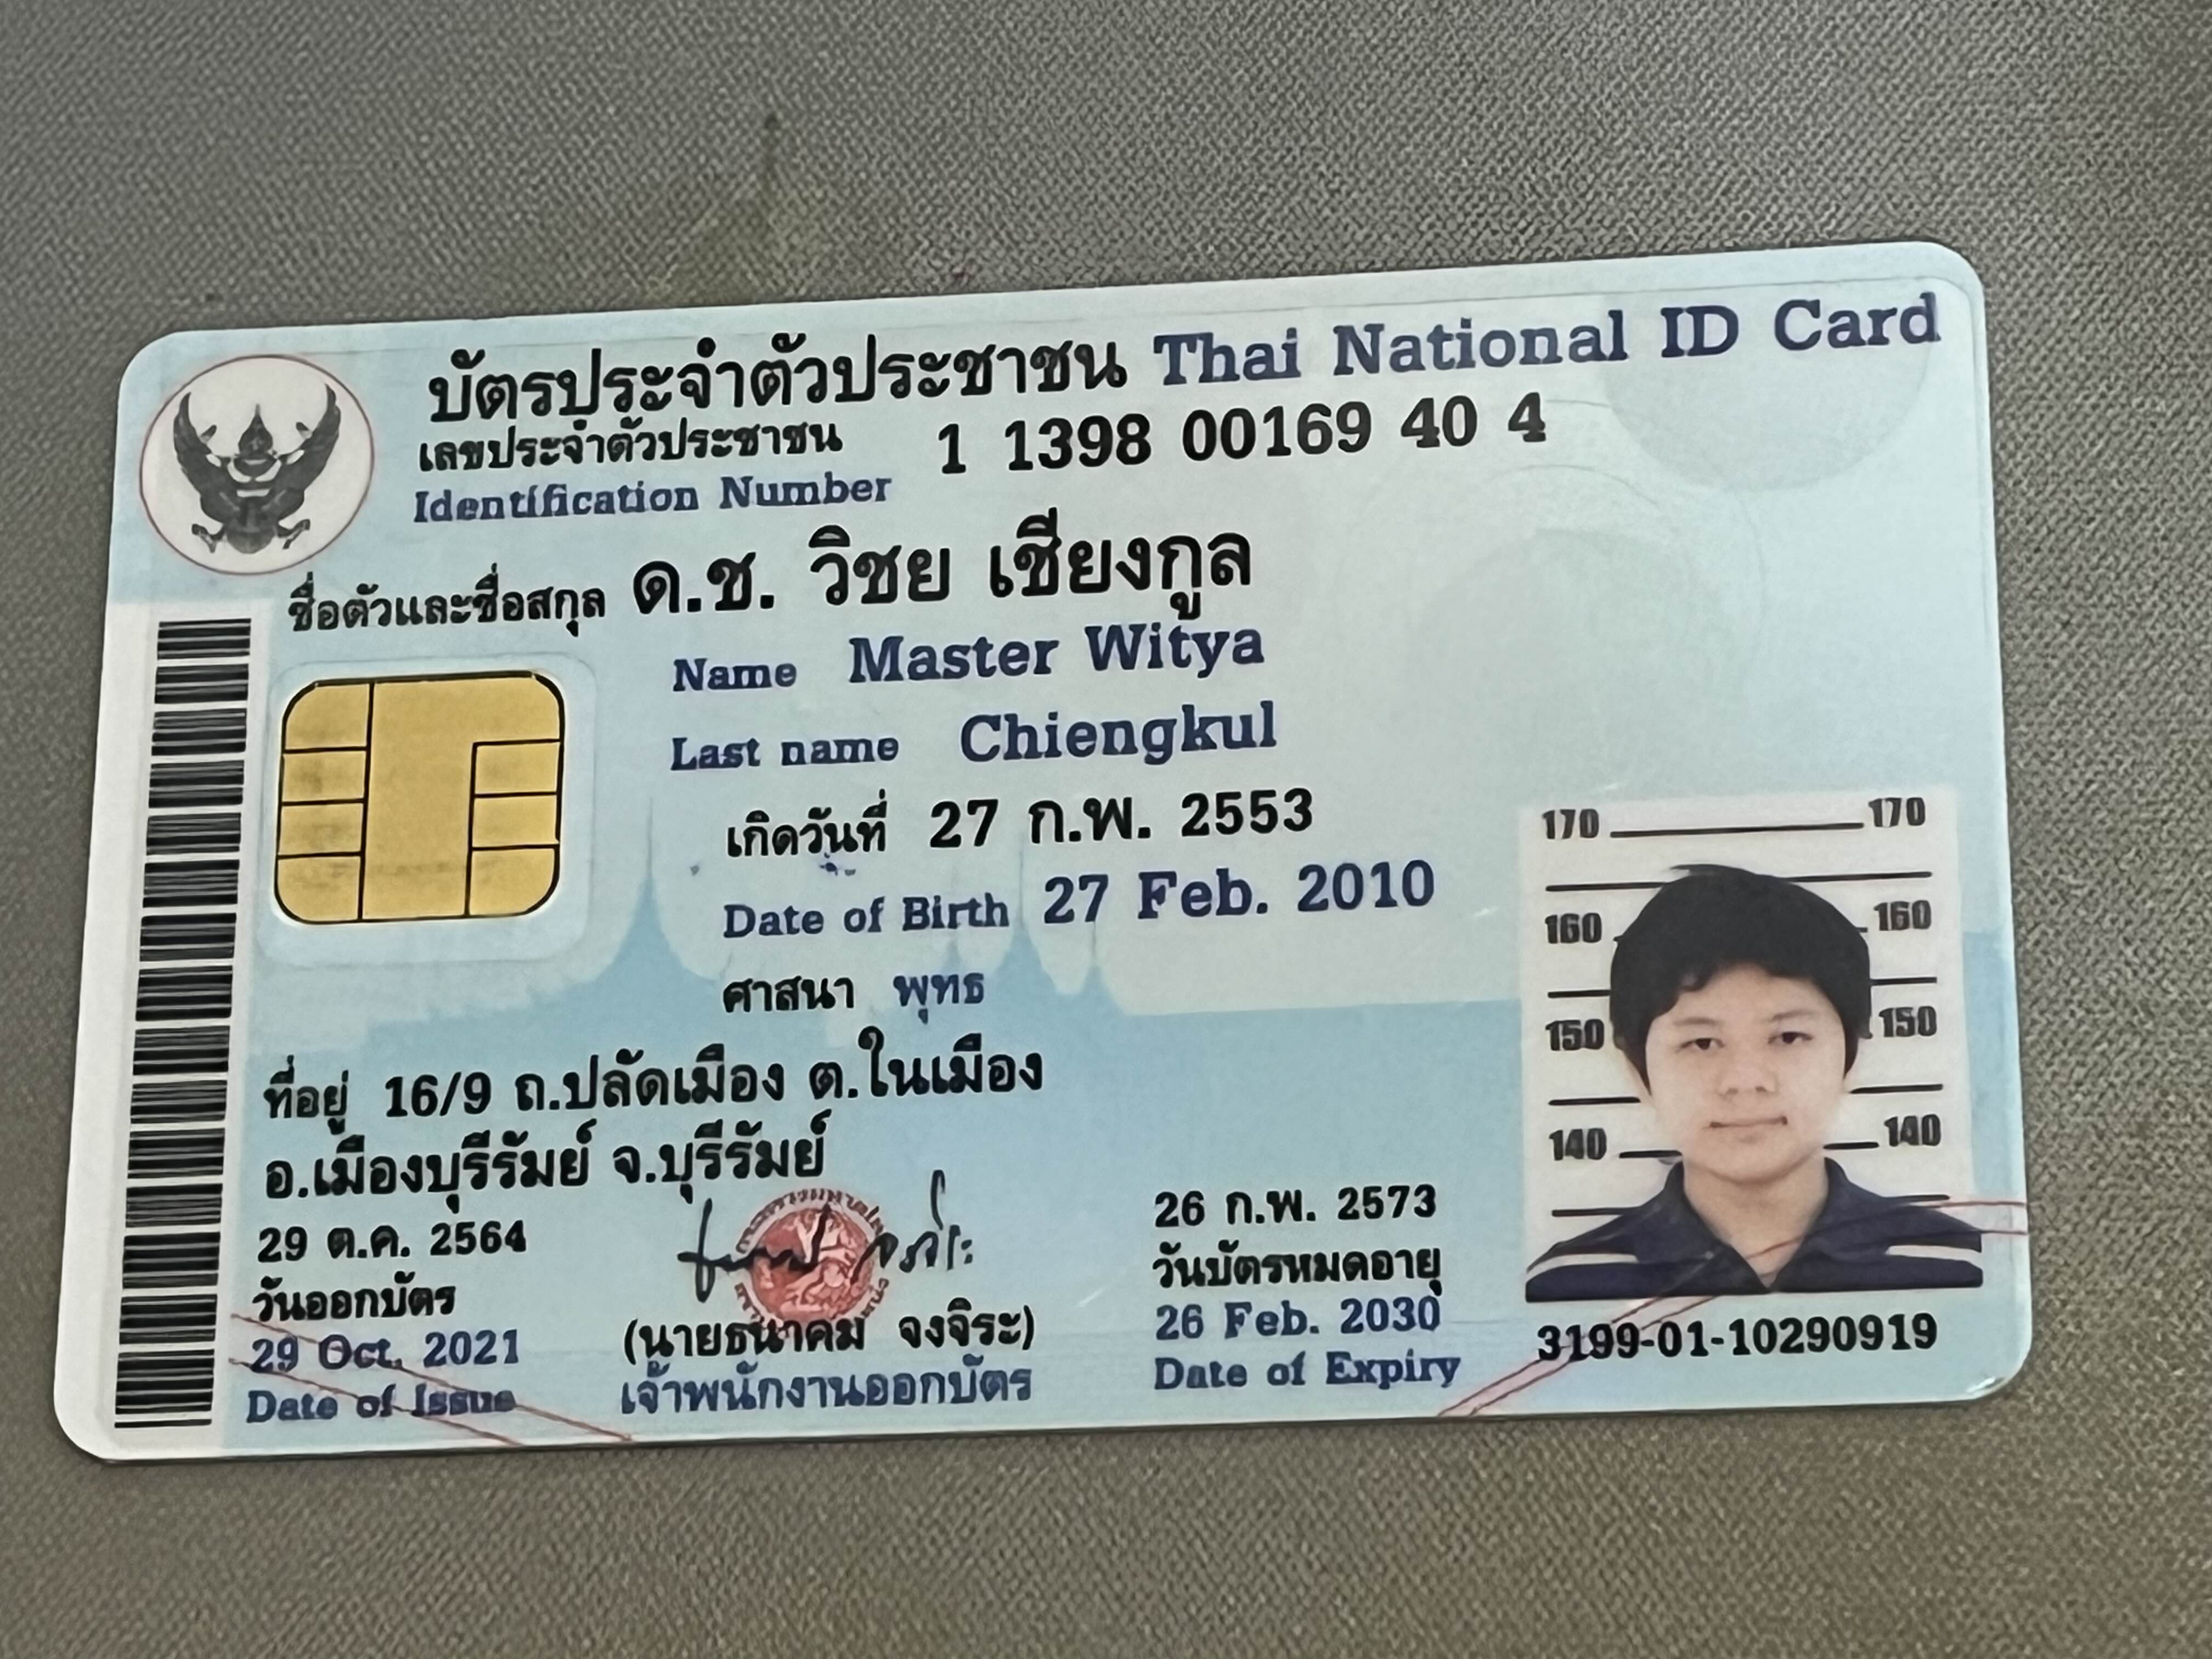 บัตรประจำตัวประชาชน Thai National ID Card
เลขประจำตัวประชาชน 1 1398 00169 40 4
Identification Number
ชื่อตัวและชื่อสกุล ด.ช. วิชย เชียงกูล
Name Master Witya
Last name Chiengkul
เกิดวันที่ 27 ก.พ. 2553
Date of Birth 27 Feb. 2010
ศาสนา พุทธ
ที่อยู่ 16/9 ถ.ปลัดเมือง ต.ในเมือง
อ.เมืองบุรีรัมย์ จ.บุรีรัมย์
29 ต.ค. 2564
วันออกบัตร
29 Oct. 2021
Date of Issue
(นายธนาคม จงจิระ)
เจ้าพนักงานออกบัตร
26 ก.พ. 2573
วันบัตรหมดอายุ
26 Feb. 2030
Date of Expiry
170 170
160 160
150 150
140 140
3199-01-10290919